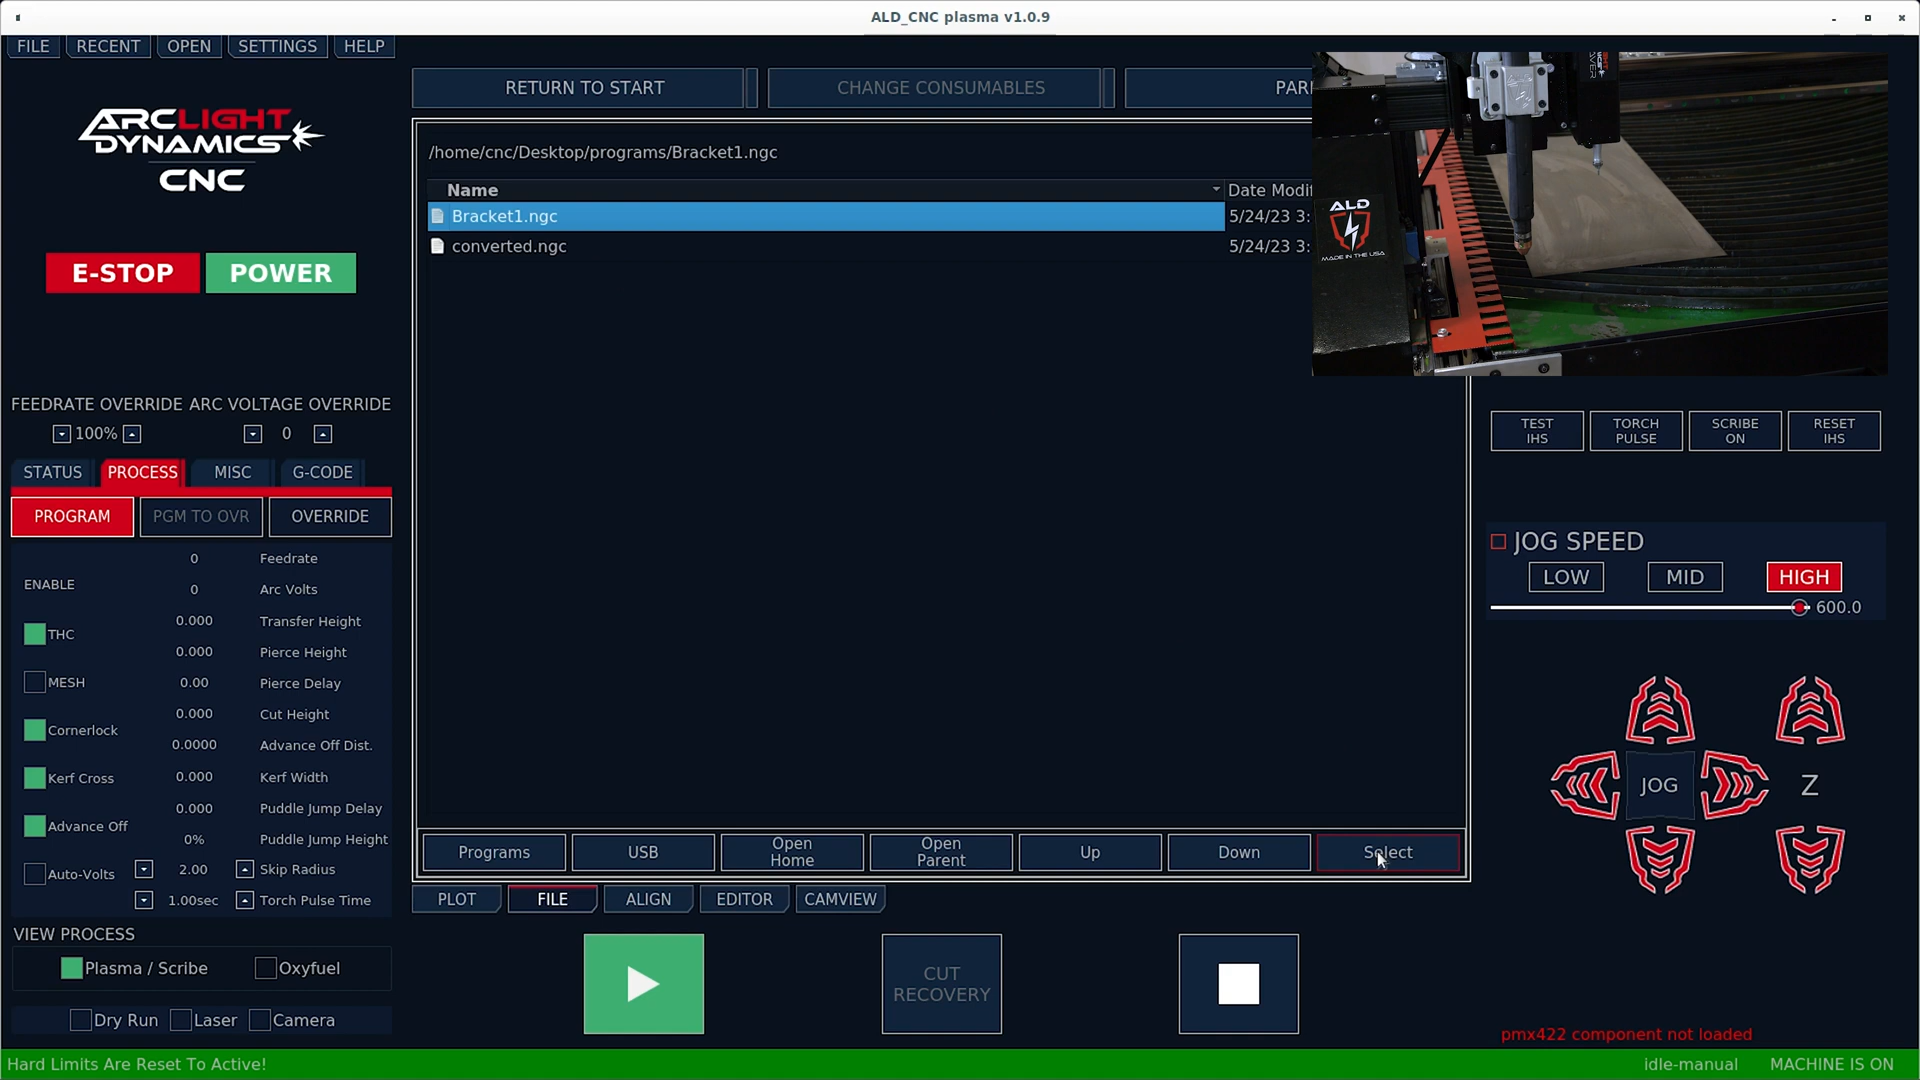 ALD_CNC plasma v1.0.9
FILE RECENT OPEN SETTINGS HELP
ARCLIGHT
DYNAMICS
CNC
E-STOP POWER
FEEDRATE OVERRIDE ARC VOLTAGE OVERRIDE
100% 0
STATUS PROCESS MISC G-CODE
PROGRAM PGM TO OVR OVERRIDE
0 Feedrate
ENABLE
0 Arc Volts
0.000 Transfer Height
THC
0.000 Pierce Height
MESH 0.00 Pierce Delay
0.000 Cut Height
Cornerlock
0.0000 Advance Off Dist.
Kerf Cross 0.000 Kerf Width
0.000 Puddle Jump Delay
Advance Off
0% Puddle Jump Height
Auto-Volts 2.00 Skip Radius
1.00sec Torch Pulse Time
VIEW PROCESS
Plasma / Scribe Oxyfuel
Dry Run Laser Camera
RETURN TO START CHANGE CONSUMABLES PAR
/home/cnc/Desktop/programs/Bracket1.ngc
Name Date Modif
Bracket1.ngc 5/24/23 3:
converted.ngc 5/24/23 3:
Programs USB Open Home Open Parent Up Down Select
PLOT FILE ALIGN EDITOR CAMVIEW
CUT
RECOVERY
ALD
MADE IN THE USA
TEST IHS TORCH PULSE SCRIBE ON RESET IHS
JOG SPEED
LOW MID HIGH
600.0
JOG Z
pmx422 component not loaded
Hard Limits Are Reset To Active! idle-manual MACHINE IS ON